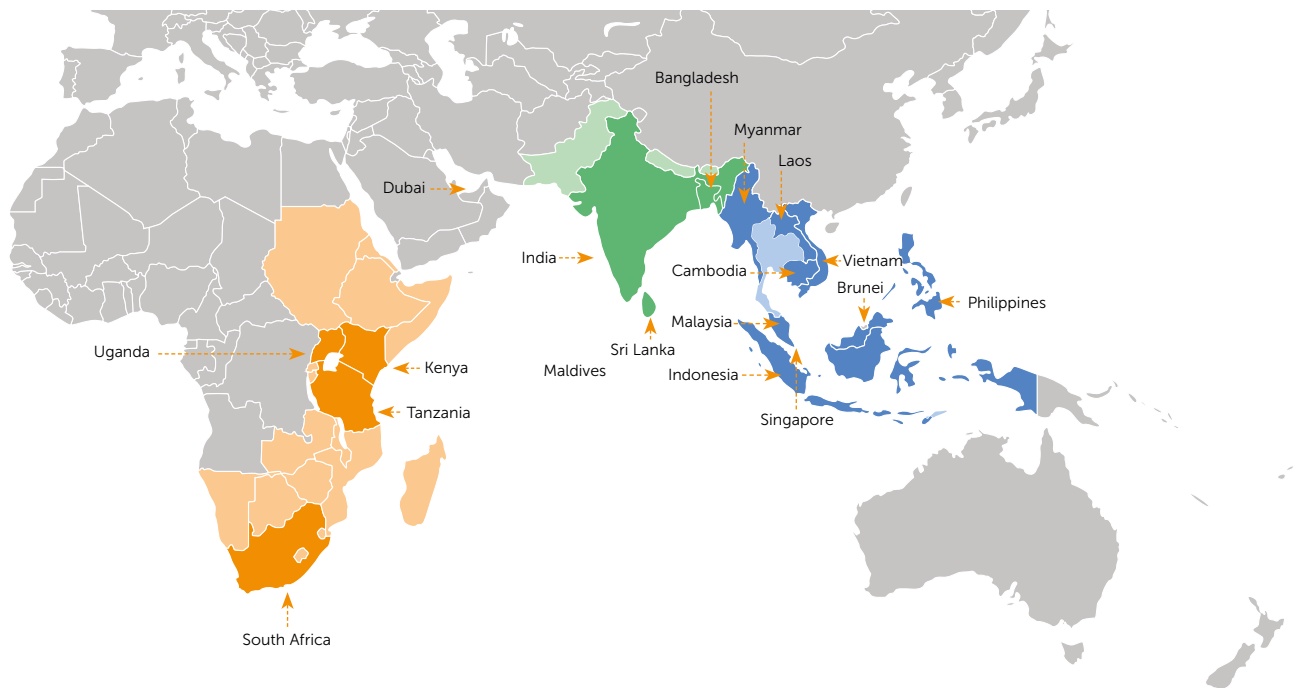 Bangladesh
Myanmar
Laos
Dubai
India
Vietnam
Cambodia
Brunei
Philippines
Malaysia
Sri Lanka
Uganda
Kenya
Maldives
Indonesia
Tanzania
Singapore
South Africa